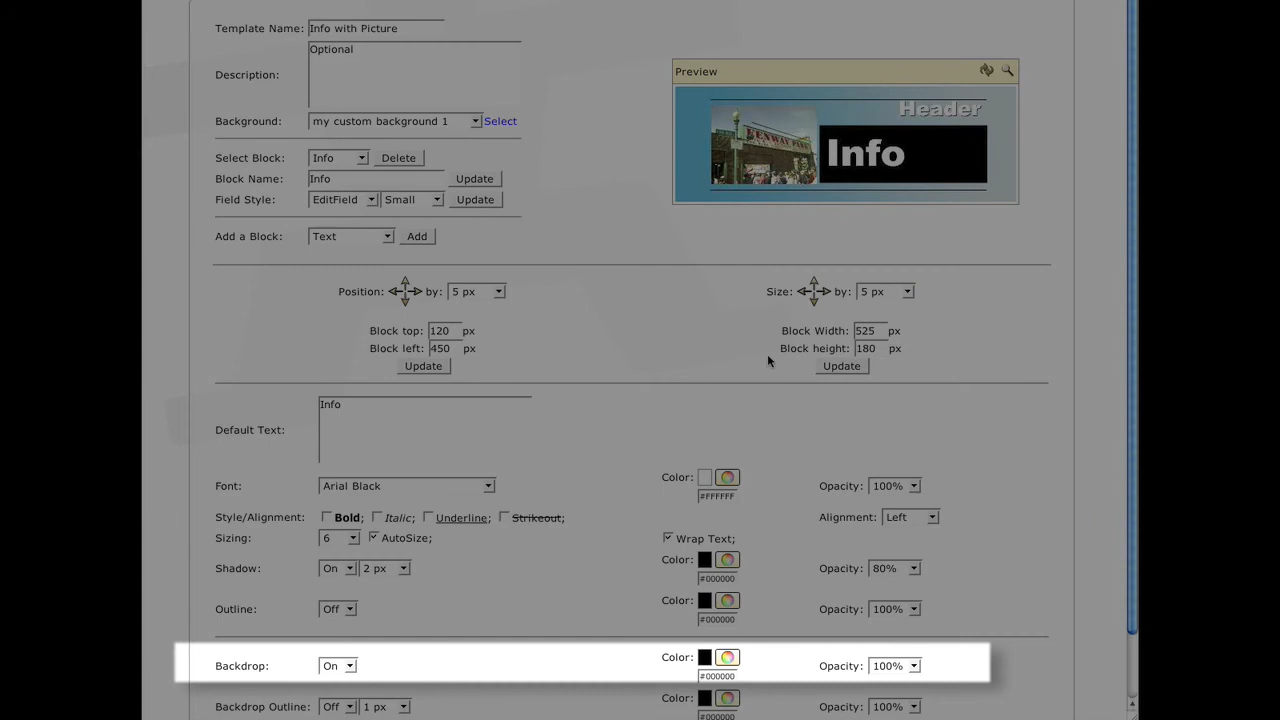 Template Name: Info with Picture
Optional
Description:
Preview
Header
FENWAY PARK
Info
Background: my custom background 1 Select
Select Block: Info Delete
Block Name: Info Update
Field Style: EditField Small Update
Add a Block: Text Add
Position: by: 5 px
Size: by: 5 px
Block top: 120 px
Block Width: 525 px
Block left: 450 px
Block height: 180 px
Update
Update
Info
Default Text:
Font: Arial Black Color: #FFFFFF Opacity: 100%
Style/Alignment: Bold; Italic; Underline; Strikeout; Alignment: Left
Sizing: 6 AutoSize; Wrap Text;
Shadow: On 2 px Color: #000000 Opacity: 80%
Outline: Off Color: #000000 Opacity: 100%
Backdrop: On Color: #000000 Opacity: 100%
Backdrop Outline: Off 1 px Color: #000000 Opacity: 100%